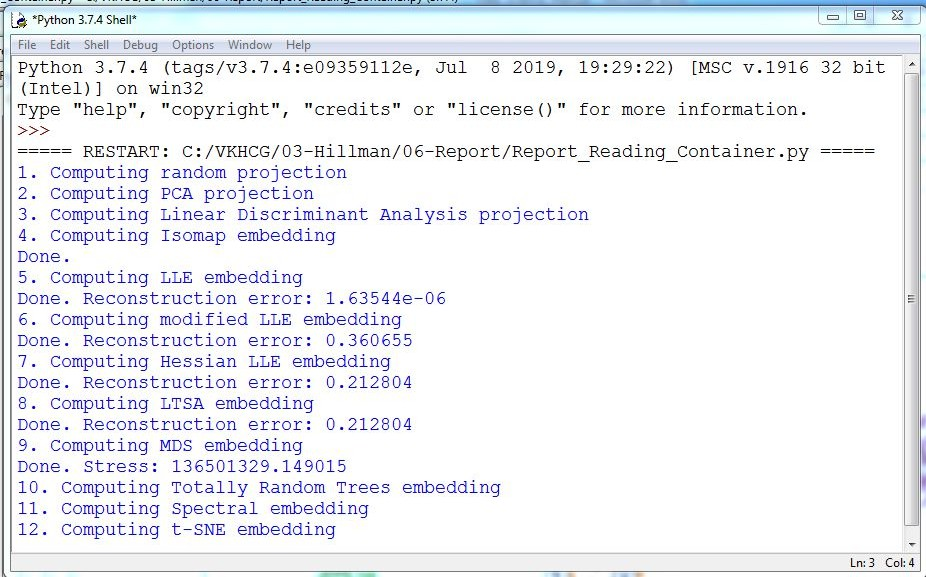 *Python 3.7.4 Shell*
File Edit Shell Debug Options Window Help
Python 3.7.4 (tags/v3.7.4:e09359112e, Jul  8 2019, 19:29:22) [MSC v.1916 32 bit
(Intel)] on win32
Type "help", "copyright", "credits" or "license()" for more information.
>>>
===== RESTART: C:/VKHCG/03-Hillman/06-Report/Report_Reading_Container.py =====
1. Computing random projection
2. Computing PCA projection
3. Computing Linear Discriminant Analysis projection
4. Computing Isomap embedding
Done.
5. Computing LLE embedding
Done. Reconstruction error: 1.63544e-06
6. Computing modified LLE embedding
Done. Reconstruction error: 0.360655
7. Computing Hessian LLE embedding
Done. Reconstruction error: 0.212804
8. Computing LTSA embedding
Done. Reconstruction error: 0.212804
9. Computing MDS embedding
Done. Stress: 136501329.149015
10. Computing Totally Random Trees embedding
11. Computing Spectral embedding
12. Computing t-SNE embedding
Ln: 3 Col: 4